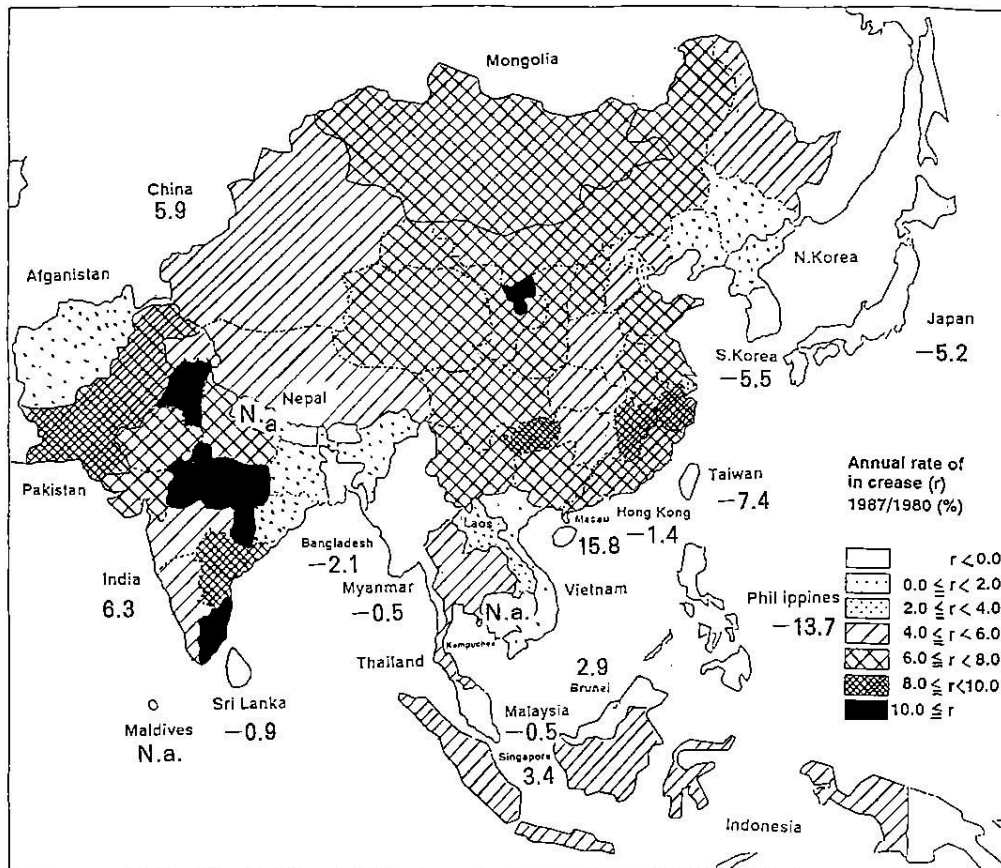 Mongolia
China
5.9
Afganistan
N.Korea
Japan
-5.2
S.Korea
-5.5
Nepal
N.a.
Pakistan
Taiwan
-7.4
Hong Kong
-1.4
Macau
15.8
Laos
Bangladesh
-2.1
India
6.3
Myanmar
-0.5
Vietnam
N.a.
Kampuchea
Phil ippines
-13.7
Thailand
2.9
Brunei
Sri Lanka
-0.9
Maldives
N.a.
Malaysia
-0.5
Singapore
3.4
Indonesia
Annual rate of
in crease (r)
1987/1980 (%)
r < 0.0
0.0 ≦ r < 2.0
2.0 ≦ r < 4.0
4.0 ≦ r < 6.0
6.0 ≦ r < 8.0
8.0 ≦ r < 10.0
10.0 ≦ r